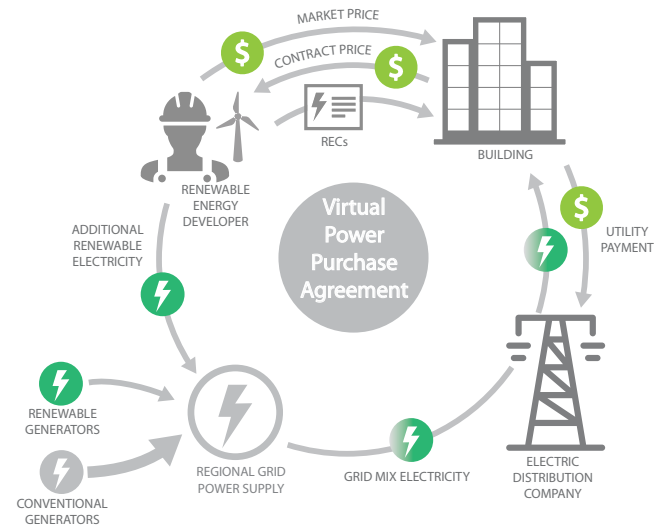 MARKET PRICE
CONTRACT PRICE
$
$
RECs
BUILDING
RENEWABLE
ENERGY
DEVELOPER
Virtual
Power
Purchase
Agreement
$
UTILITY
PAYMENT
ADDITIONAL
RENEWABLE
ELECTRICITY
RENEWABLE
GENERATORS
REGIONAL GRID
POWER SUPPLY
GRID MIX ELECTRICITY
ELECTRIC
DISTRIBUTION
COMPANY
CONVENTIONAL
GENERATORS